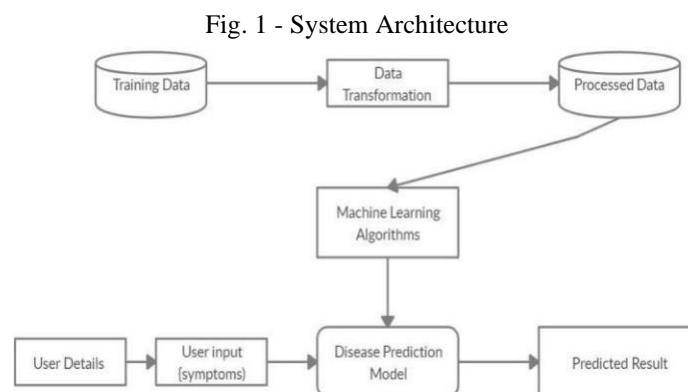 Fig. 1 - System Architecture
Training Data
Data
Transformation
Processed Data
Machine Learning
Algorithms
User Details
User input
{symptoms)
Disease Prediction
Model
Predicted Result